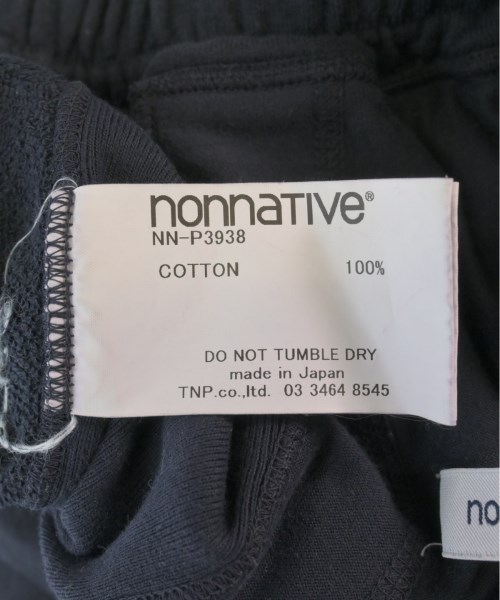 nonnative®
NN-P3938
COTTON 100%
DO NOT TUMBLE DRY
made in Japan
TNP.co.,ltd. 03 3464 8545
no